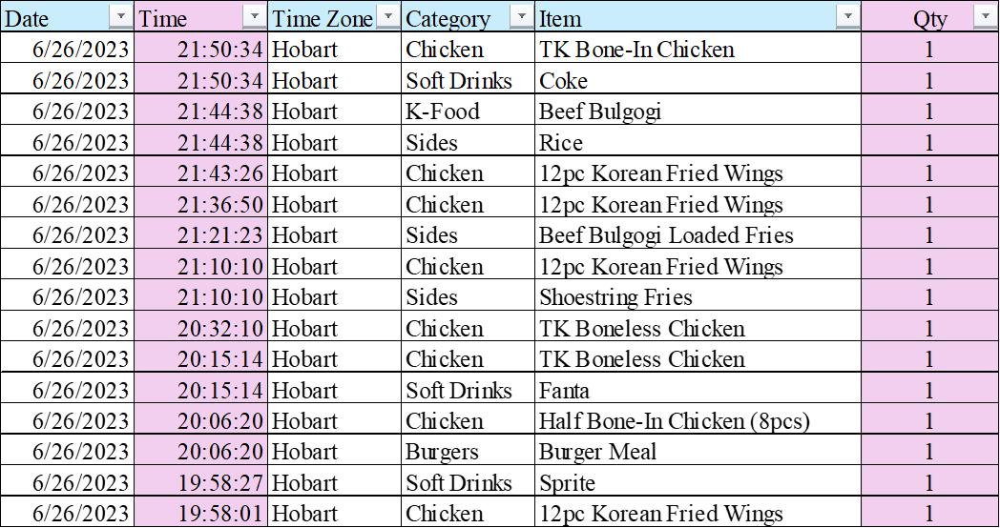 Date Time Time Zone Category Item Qty
6/26/2023 21:50:34 Hobart Chicken TK Bone-In Chicken 1
6/26/2023 21:50:34 Hobart Soft Drinks Coke 1
6/26/2023 21:44:38 Hobart K-Food Beef Bulgogi 1
6/26/2023 21:44:38 Hobart Sides Rice 1
6/26/2023 21:43:26 Hobart Chicken 12pc Korean Fried Wings 1
6/26/2023 21:36:50 Hobart Chicken 12pc Korean Fried Wings 1
6/26/2023 21:21:23 Hobart Sides Beef Bulgogi Loaded Fries 1
6/26/2023 21:10:10 Hobart Chicken 12pc Korean Fried Wings 1
6/26/2023 21:10:10 Hobart Sides Shoestring Fries 1
6/26/2023 20:32:10 Hobart Chicken TK Boneless Chicken 1
6/26/2023 20:15:14 Hobart Chicken TK Boneless Chicken 1
6/26/2023 20:15:14 Hobart Soft Drinks Fanta 1
6/26/2023 20:06:20 Hobart Chicken Half Bone-In Chicken (8pcs) 1
6/26/2023 20:06:20 Hobart Burgers Burger Meal 1
6/26/2023 19:58:27 Hobart Soft Drinks Sprite 1
6/26/2023 19:58:01 Hobart Chicken 12pc Korean Fried Wings 1